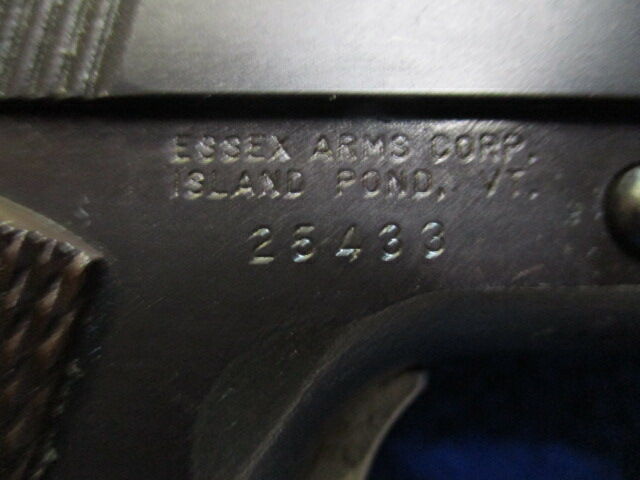 ESSEX ARMS CORP.
ISLAND POND, VT.
25433